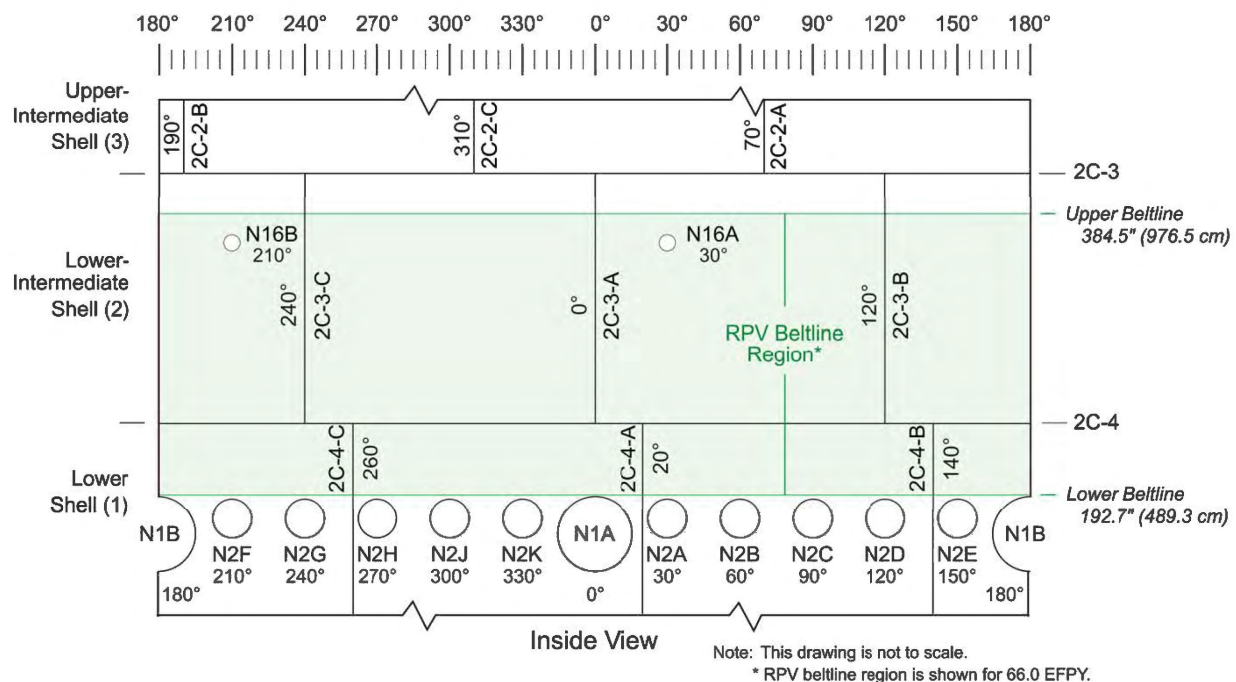 180° 210° 240° 270° 300° 330° 0° 30° 60° 90° 120° 150° 180°
Upper-
Intermediate
Shell (3)
190°
2C-2-B
310°
2C-2-C
70°
2C-2-A
2C-3
Upper Beltline
384.5" (976.5 cm)
N16B
210°
N16A
30°
Lower-
Intermediate
Shell (2)
240°
2C-3-C
0°
2C-3-A
120°
2C-3-B
RPV Beltline
Region*
2C-4
2C-4-C
260°
2C-4-A
20°
2C-4-B
140°
Lower
Shell (1)
Lower Beltline
192.7" (489.3 cm)
N1B
N1A
N1B
N2F N2G N2H N2J N2K N2A N2B N2C N2D N2E
210° 240° 270° 300° 330° 30° 60° 90° 120° 150°
180° 0° 180°
Inside View
Note: This drawing is not to scale.
* RPV beltline region is shown for 66.0 EFPY.